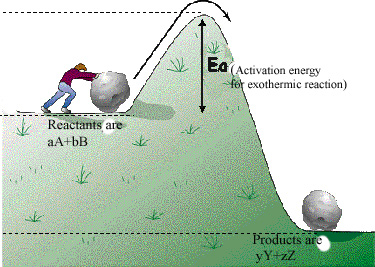 Ea (Activation energy
for exothermic reaction)
Reactants are
aA+bB
Products are
yY+zZ